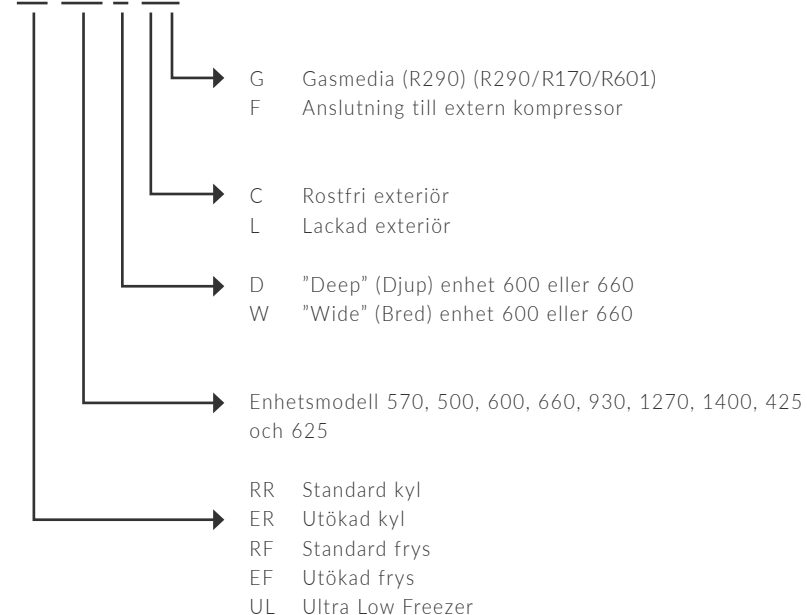 G Gasmedia (R290) (R290/R170/R601)
F Anslutning till extern kompressor
C Rostfri exteriör
L Lackad exteriör
D ”Deep” (Djup) enhet 600 eller 660
W ”Wide” (Bred) enhet 600 eller 660
Enhetsmodell 570, 500, 600, 660, 930, 1270, 1400, 425
och 625
RR Standard kyl
ER Utökad kyl
RF Standard frys
EF Utökad frys
UL Ultra Low Freezer